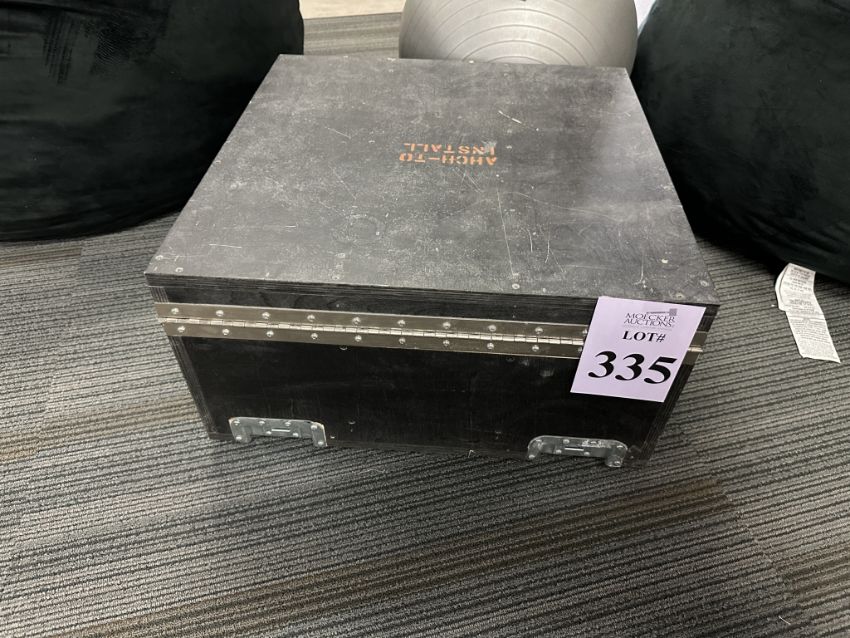 AHCH-TO
INSTALL
MOECKER
AUCTIONS
LOT#
335